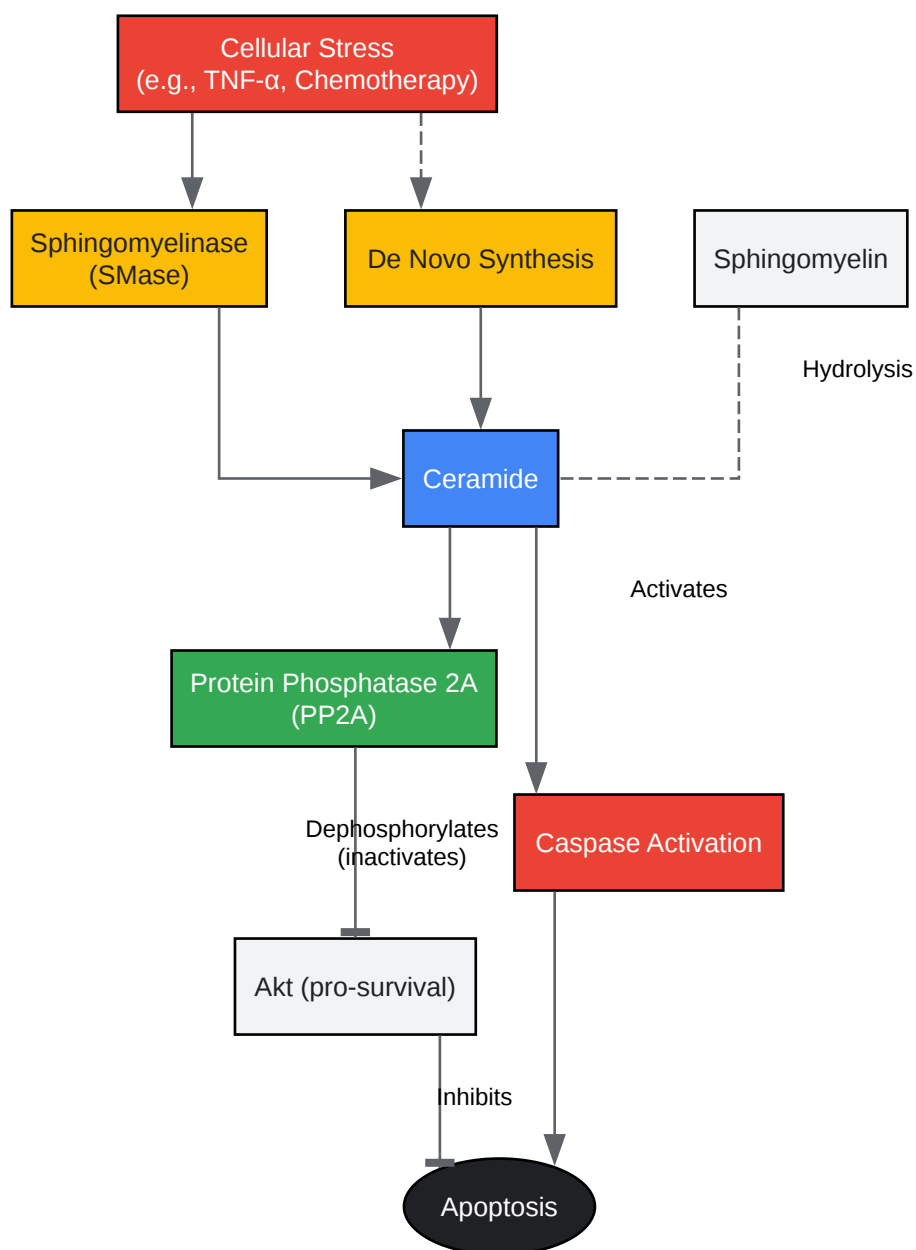 Cellular Stress
(e.g., TNF-α, Chemotherapy)
Sphingomyelinase
(SMase)
De Novo Synthesis
Sphingomyelin
Hydrolysis
Ceramide
Activates
Protein Phosphatase 2A
(PP2A)
Dephosphorylates
(inactivates)
Caspase Activation
Akt (pro-survival)
Inhibits
Apoptosis